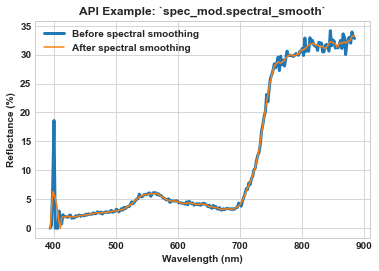 API Example: `spec_mod.spectral_smooth`
Before spectral smoothing
After spectral smoothing
Reflectance (%)
35
30
25
20
15
10
5
0
400 500 600 700 800 900
Wavelength (nm)